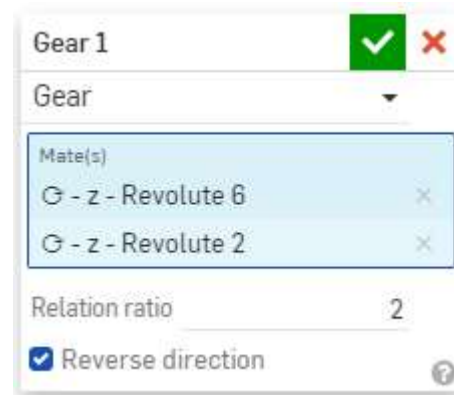 Gear 1
Gear
Mate(s)
- z - Revolute 6
- z - Revolute 2
Relation ratio 2
Reverse direction
?